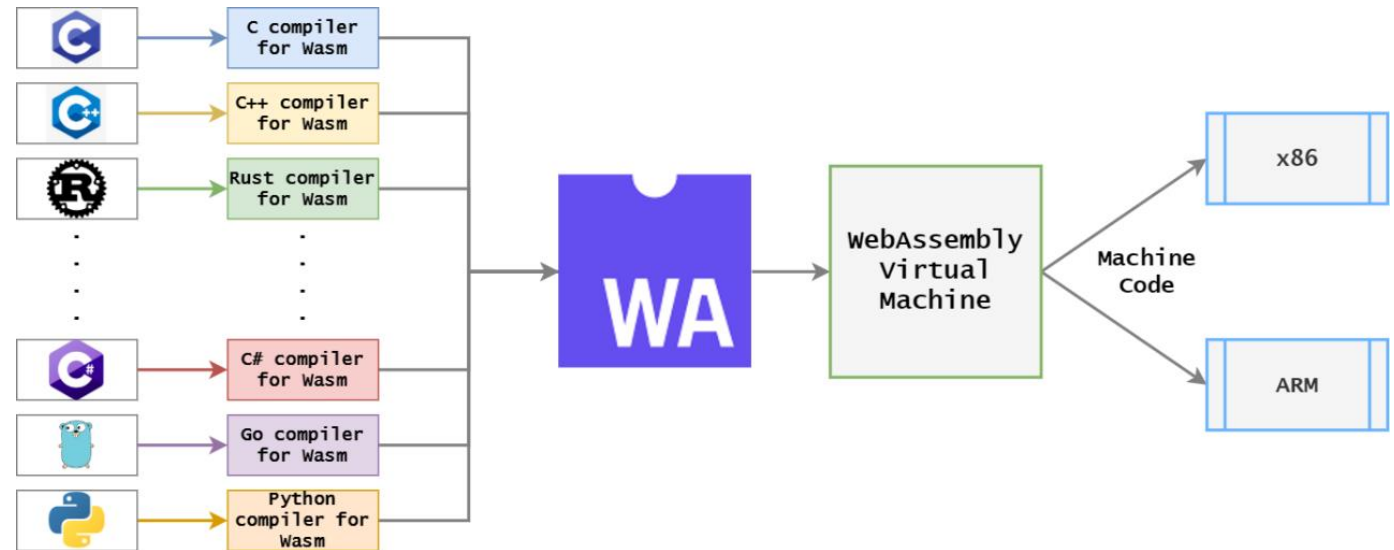 C
C compiler
for Wasm
C++
C++ compiler
for Wasm
R
Rust compiler
for Wasm
C#
C# compiler
for Wasm
Go compiler
for Wasm
Python
compiler for
Wasm
WA
WebAssembly
Virtual
Machine
Machine
Code
x86
ARM